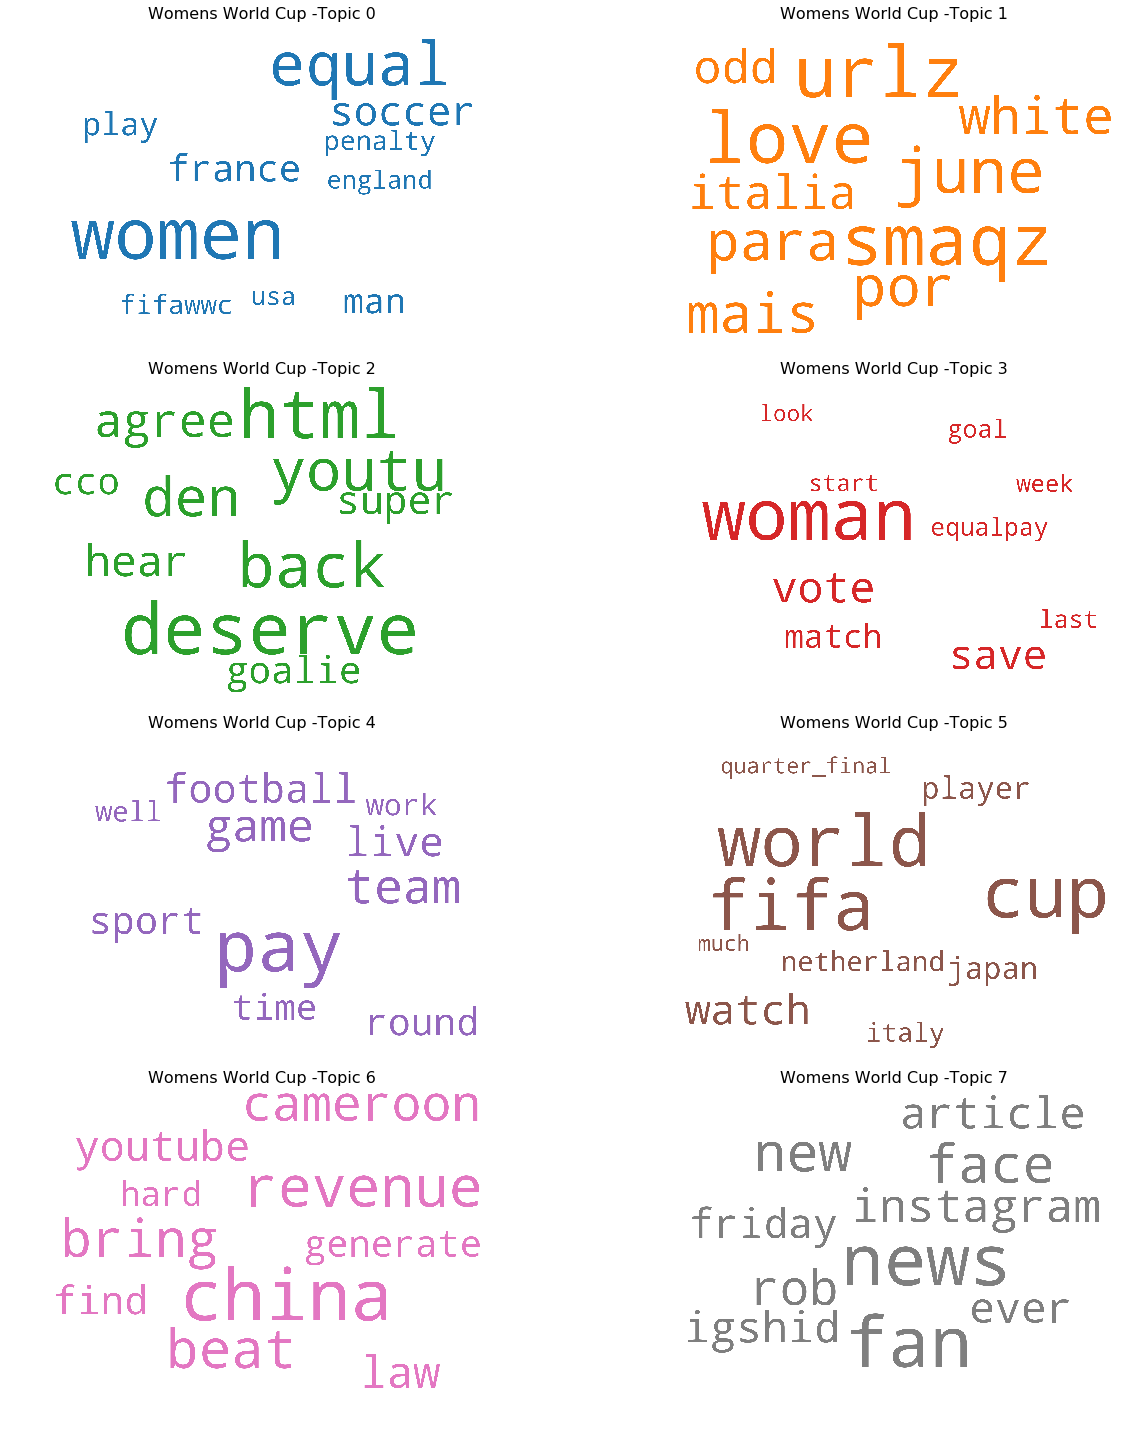 Womens World Cup -Topic 0
equal
soccer
play
penalty
france
england
women
fifawwc usa man
Womens World Cup -Topic 1
odd urlz
white
love
june
italia
para smaqz
por
mais
Womens World Cup -Topic 2
agree html
youtu
cco den super
hear back
deserve
goalie
Womens World Cup -Topic 3
look
goal
start week
woman equalpay
vote
last
match
save
Womens World Cup -Topic 4
football
well work
game
live
team
sport
pay
time
round
Womens World Cup -Topic 5
quarter_final
player
world
fifa cup
much
netherland japan
watch
italy
Womens World Cup -Topic 6
cameroon
youtube
hard revenue
bring generate
find china
beat
law
Womens World Cup -Topic 7
article
new face
instagram
friday
news
rob
ever
igshid fan